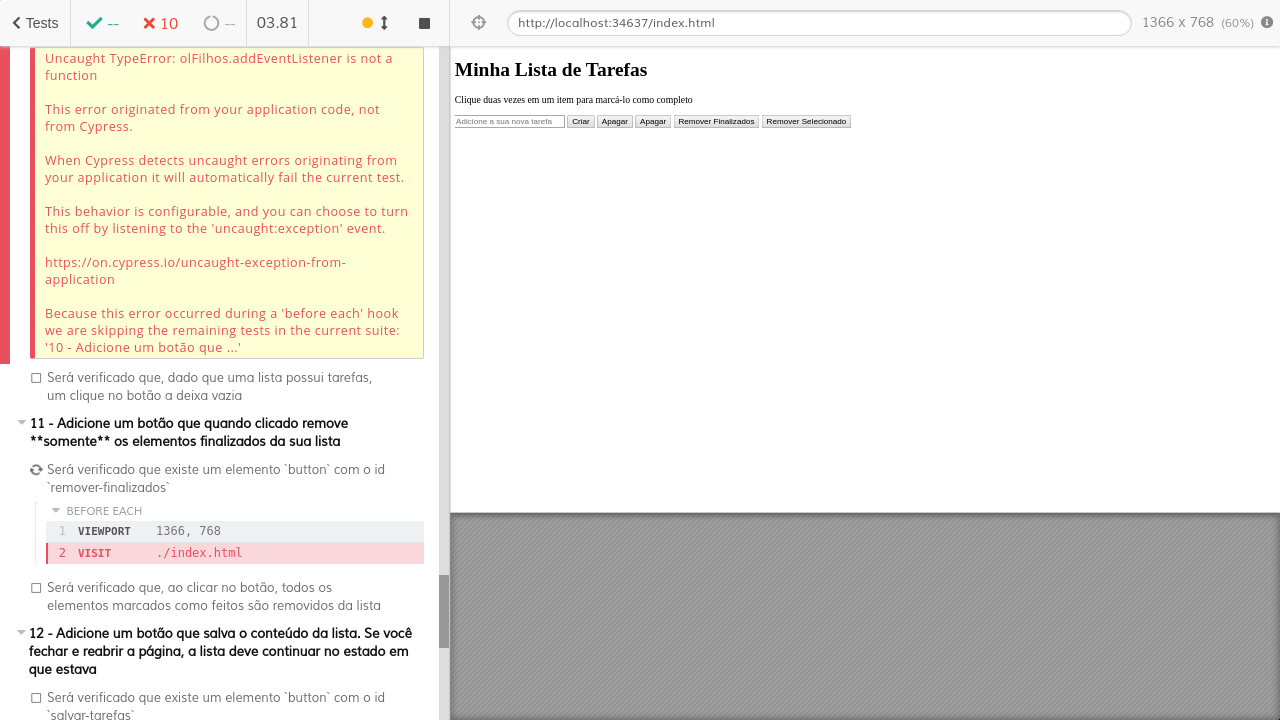 Tests
--
10
--
03.81
http://localhost:34637/index.html
1366 x 768 (60%)
Uncaught TypeError: olFilhos.addEventListener is not a
function
This error originated from your application code, not
from Cypress.
When Cypress detects uncaught errors originating from
your application it will automatically fail the current test.
This behavior is configurable, and you can choose to turn
this off by listening to the 'uncaught:exception' event.
https://on.cypress.io/uncaught-exception-from-
application
Because this error occurred during a 'before each' hook
we are skipping the remaining tests in the current suite:
'10 - Adicione um botão que ...'
Será verificado que, dado que uma lista possui tarefas,
um clique no botão a deixa vazia
11 - Adicione um botão que quando clicado remove
**somente** os elementos finalizados da sua lista
Será verificado que existe um elemento `button` com o id
`remover-finalizados`
BEFORE EACH
1 VIEWPORT 1366, 768
2 VISIT ./index.html
Será verificado que, ao clicar no botão, todos os
elementos marcados como feitos são removidos da lista
12 - Adicione um botão que salva o conteúdo da lista. Se você
fechar e reabrir a página, a lista deve continuar no estado em
que estava
Será verificado que existe um elemento `button` com o id
`salvar-tarefas`
Minha Lista de Tarefas
Clique duas vezes em um item para marcá-lo como completo
Adicione a sua nova tarefa Criar Apagar Apagar Remover Finalizados Remover Selecionado